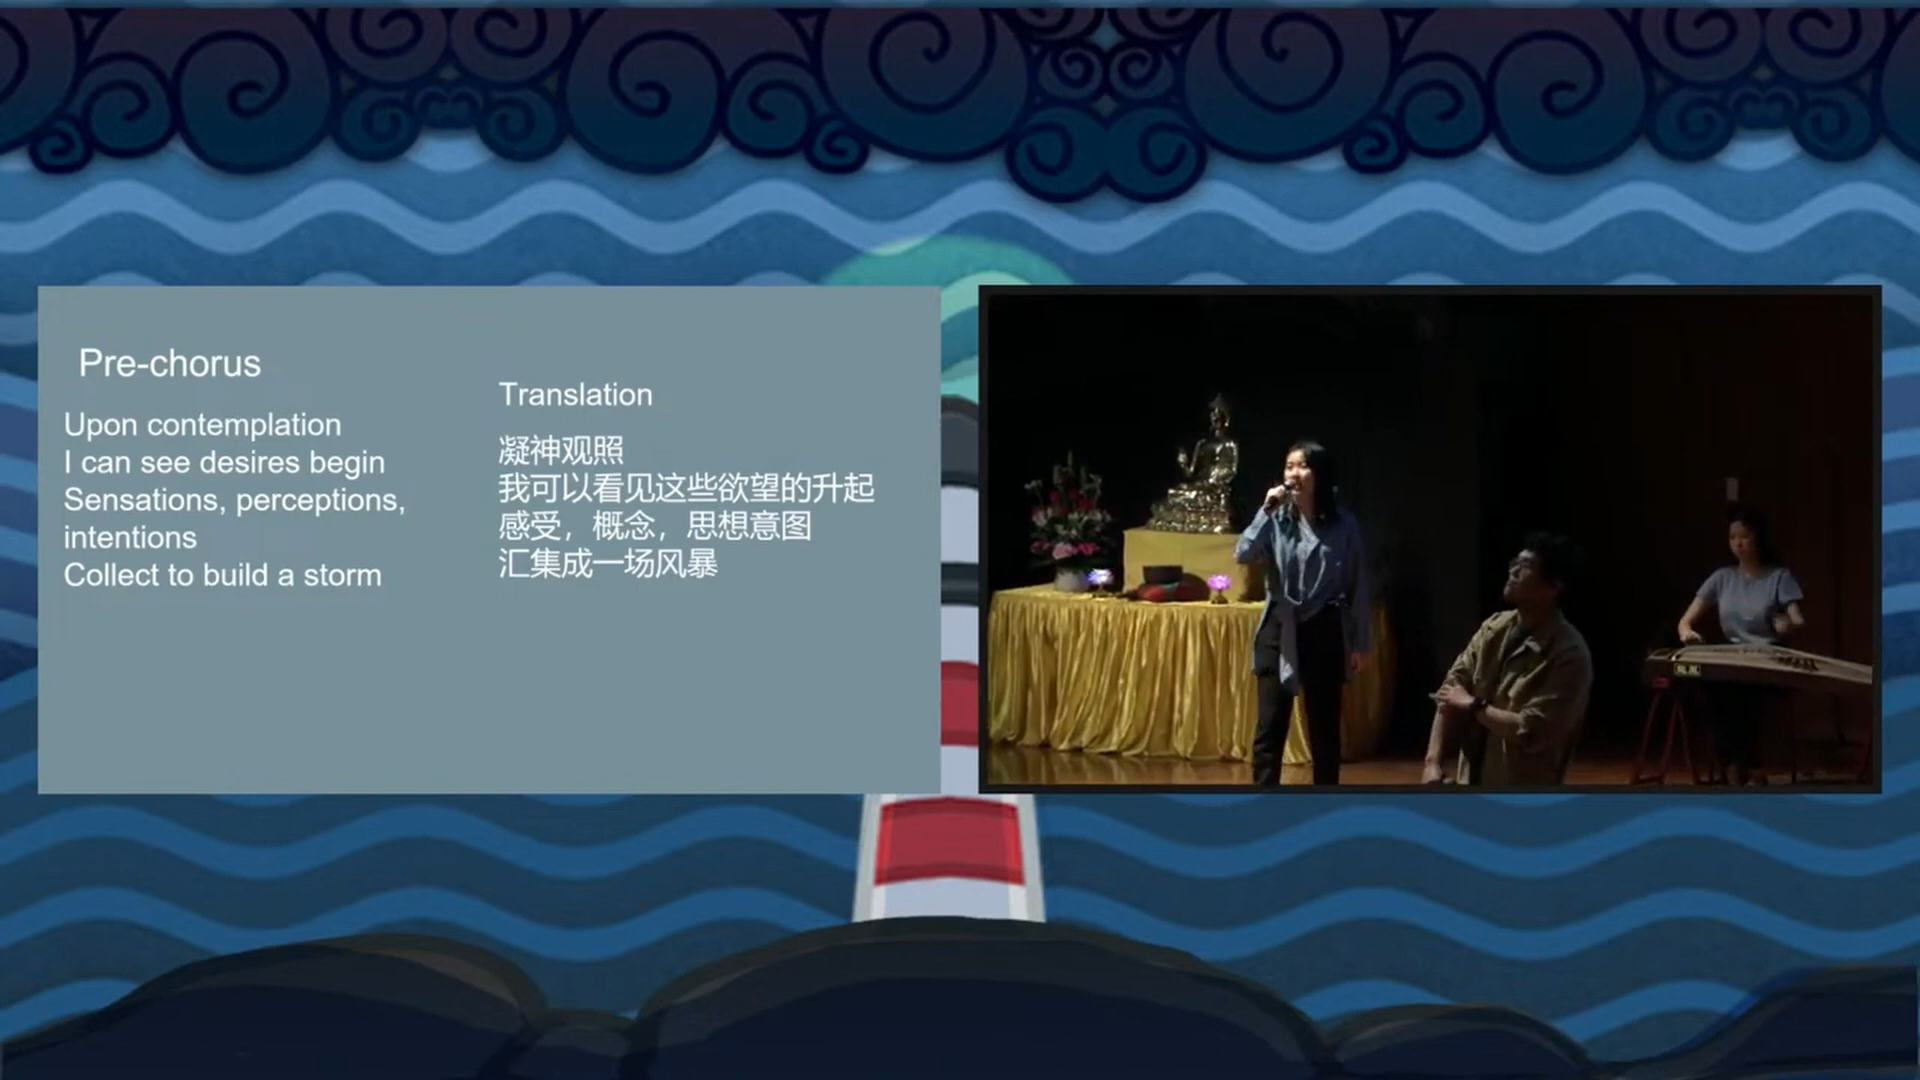 Pre-chorus
Upon contemplation
I can see desires begin
Sensations, perceptions,
intentions
Collect to build a storm
Translation
凝神观照
我可以看见这些欲望的升起
感受，概念，思想意图
汇集成一场风暴